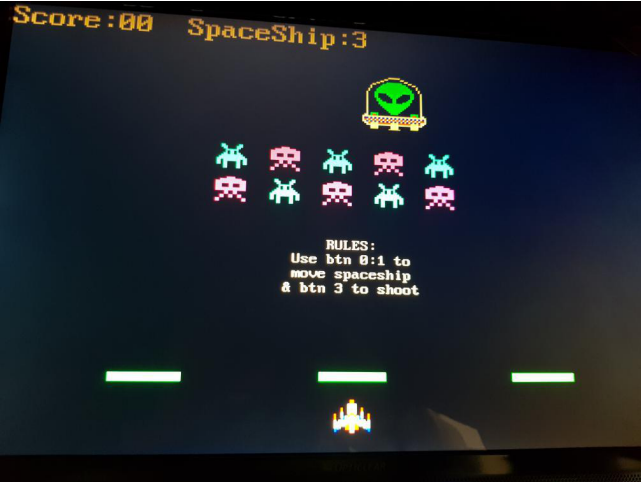 Score:00 SpaceShip:3
RULES:
Use btn 0:1 to
move spaceship
& btn 3 to shoot